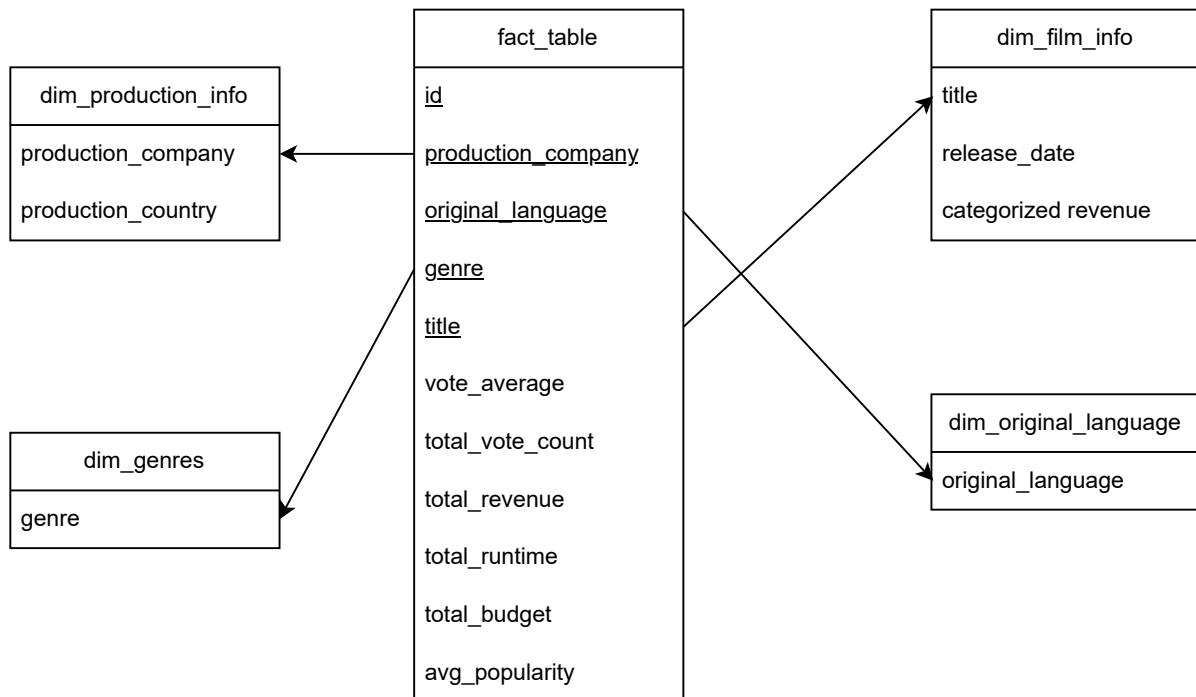 fact_table
id
production_company
original_language
genre
title
vote_average
total_vote_count
total_revenue
total_runtime
total_budget
avg_popularity
dim_production_info
production_company
production_country
dim_genres
genre
dim_film_info
title
release_date
categorized revenue
dim_original_language
original_language